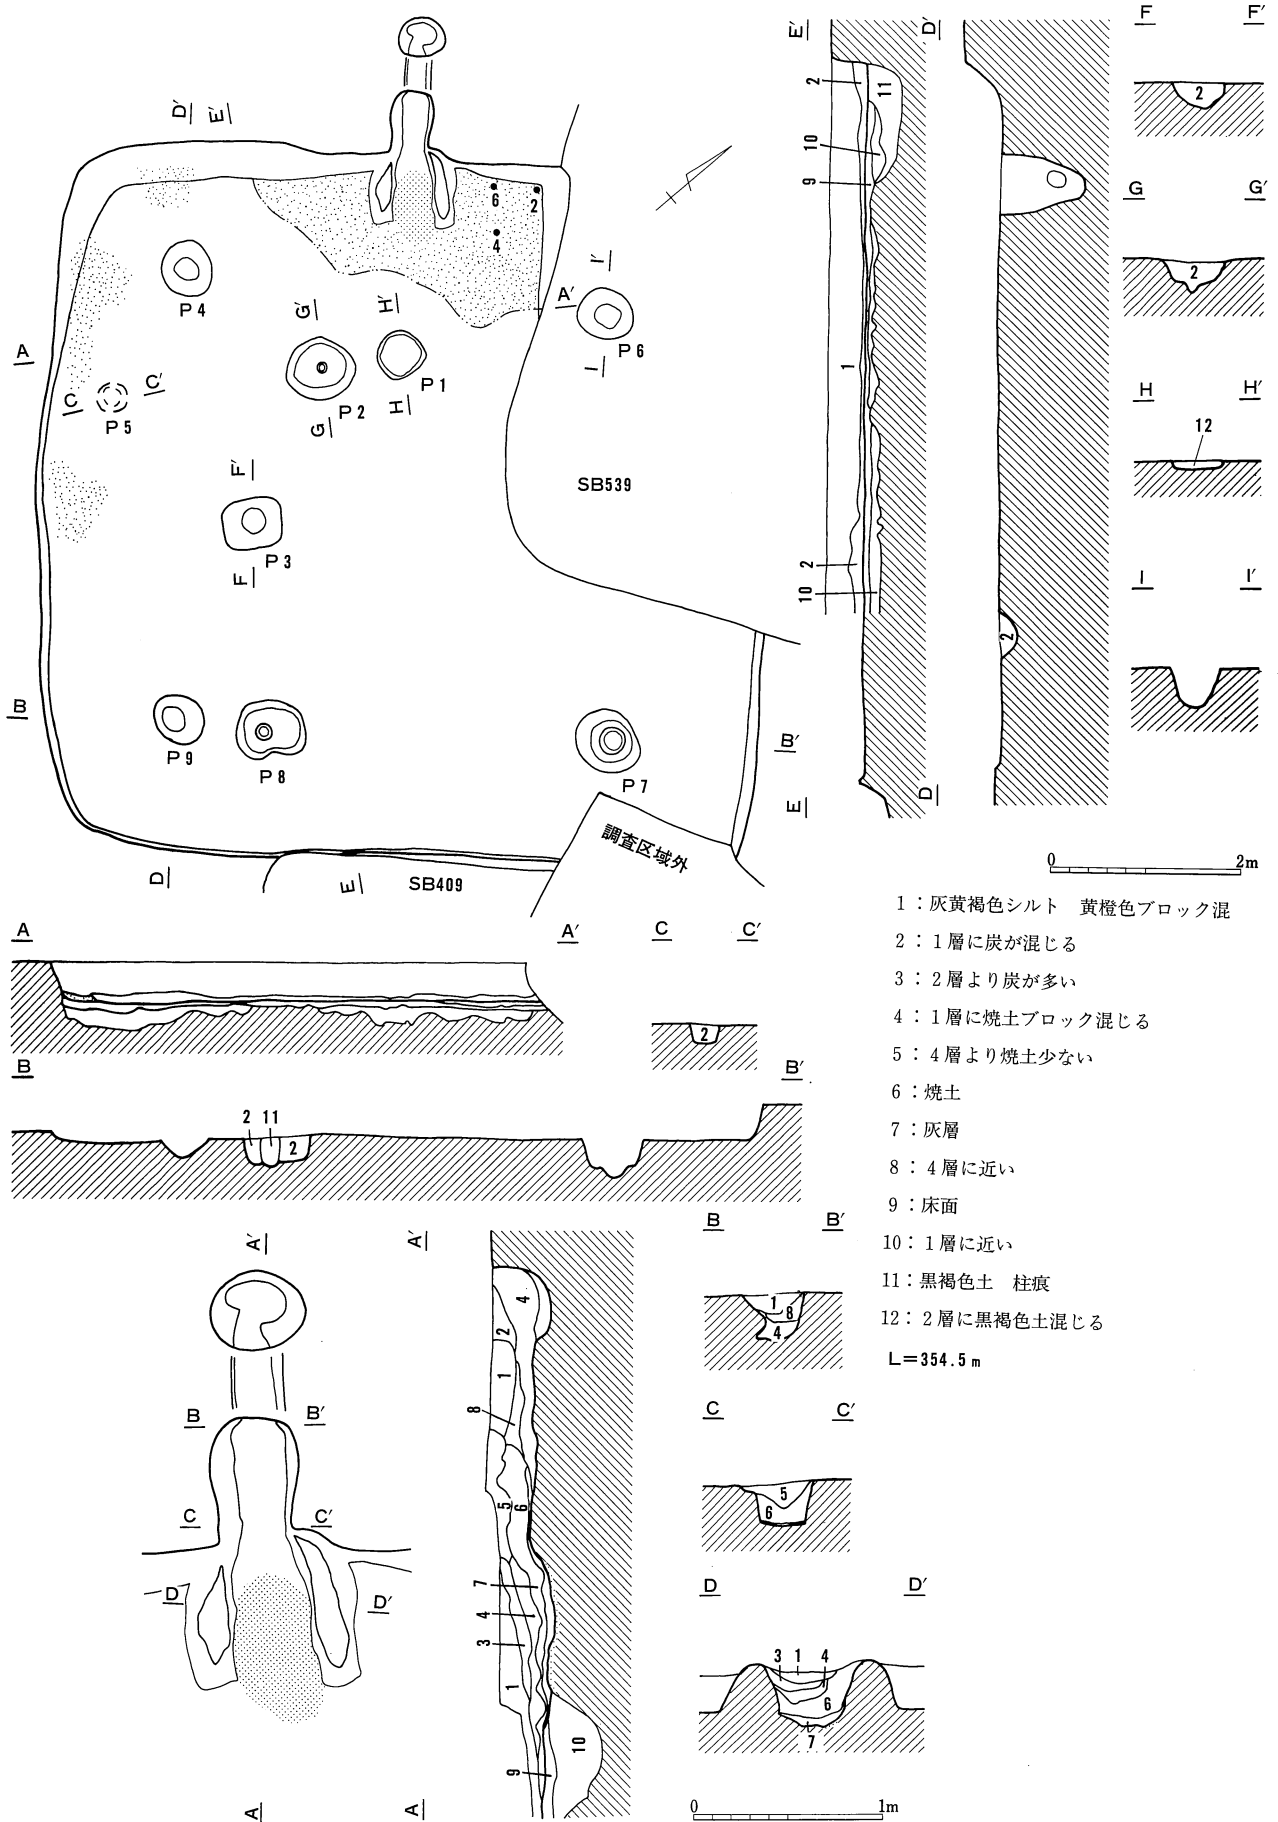 D′ E′
6 2
4
P4
G′ H′ I′
A′
P6
A
C C′
P5
P2
P1
G H I
F′
SB539
P3
F
B
P9
P8
P7
B′
E
調査区域外
D E SB409
E′ D′
2 11
10
9
1
2
10
2
D
F F′
2
G G′
2
H H′
12
I I′
0 2m
A A′
C C′
2
B B′
2 11 2
1：灰黄褐色シルト　黄橙色ブロック混
2：1層に炭が混じる
3：2層より炭が多い
4：1層に焼土ブロック混じる
5：4層より焼土少ない
6：焼土
7：灰層
8：4層に近い
9：床面
10：1層に近い
11：黒褐色土　柱痕
12：2層に黒褐色土混じる
L=354.5m
A′ A′
B B′
C C′
D D′
A A
4
2
1
8
5 6
7
4
3
1
10
9
B B′
1 8
4
C C′
5
6
D D′
3 1 4
6
7
0 1m